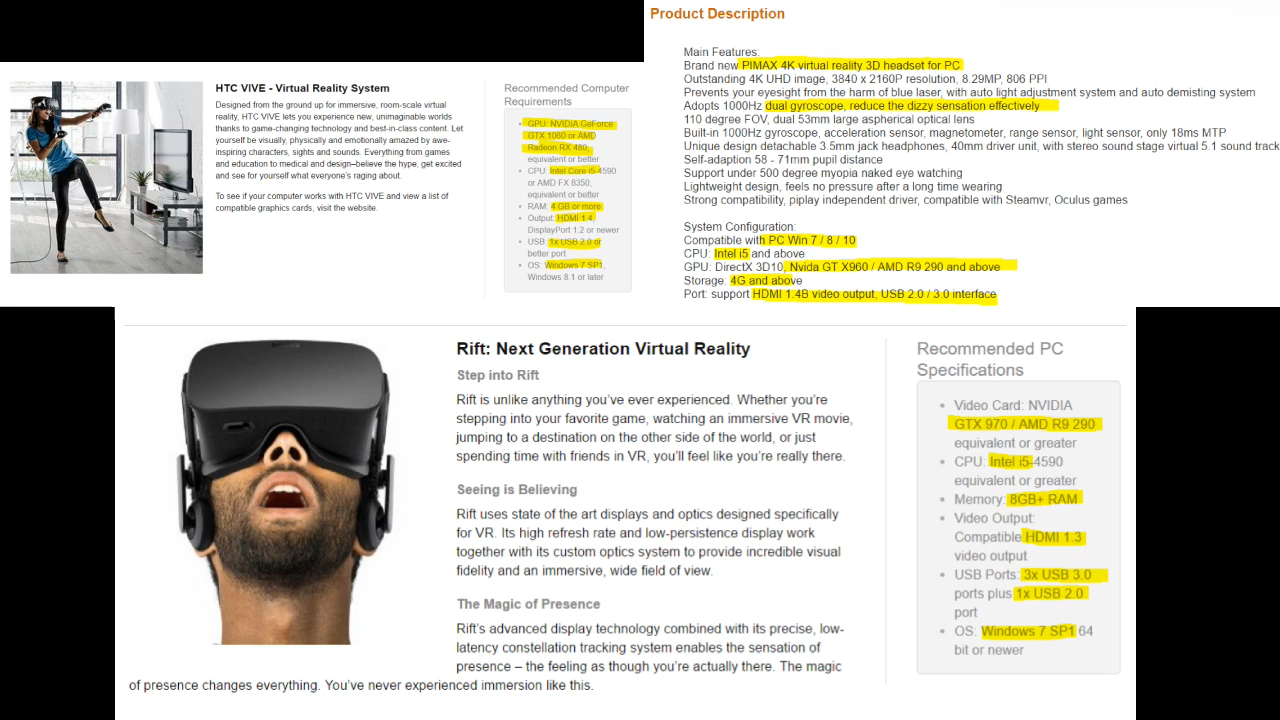 HTC VIVE - Virtual Reality System
Designed from the ground up for immersive, room-scale virtual
reality, HTC VIVE lets you experience new, unimaginable worlds
thanks to game-changing technology and best-in-class content. Let
yourself be visually, physically and emotionally amazed by awe-
inspiring characters, sights and sounds. Everything from games
and education to medical and design–believe the hype, get excited
and see for yourself what everyone's raging about.
To see if your computer works with HTC VIVE and view a list of
compatible graphics cards, visit the website.
Recommended Computer
Requirements
• GPU: NVIDIA GeForce
GTX 1060 or AMD
Radeon RX 480,
equivalent or better
• CPU: Intel Core i5-4590
or AMD FX 8350,
equivalent or better
• RAM: 4 GB or more
• Output: HDMI 1.4,
DisplayPort 1.2 or newer
• USB: 1x USB 2.0 or
better port
• OS: Windows 7 SP1,
Windows 8.1 or later
Product Description
Main Features:
Brand new PIMAX 4K virtual reality 3D headset for PC
Outstanding 4K UHD image, 3840 x 2160P resolution, 8.29MP, 806 PPI
Prevents your eyesight from the harm of blue laser, with auto light adjustment system and auto demisting system
Adopts 1000Hz dual gyroscope, reduce the dizzy sensation effectively
110 degree FOV, dual 53mm large aspherical optical lens
Built-in 1000Hz gyroscope, acceleration sensor, magnetometer, range sensor, light sensor, only 18ms MTP
Unique design detachable 3.5mm jack headphones, 40mm driver unit, with stereo sound stage virtual 5.1 sound track
Self-adaption 58 - 71mm pupil distance
Support under 500 degree myopia naked eye watching
Lightweight design, feels no pressure after a long time wearing
Strong compatibility, piplay independent driver, compatible with Steamvr, Oculus games
System Configuration:
Compatible with PC Win 7 / 8 / 10
CPU: Intel i5 and above
GPU: DirectX 3D10, Nvida GT X960 / AMD R9 290 and above
Storage: 4G and above
Port: support HDMI 1.4B video output, USB 2.0 / 3.0 interface
Rift: Next Generation Virtual Reality
Step into Rift
Rift is unlike anything you've ever experienced. Whether you're
stepping into your favorite game, watching an immersive VR movie,
jumping to a destination on the other side of the world, or just
spending time with friends in VR, you'll feel like you're really there.
Seeing is Believing
Rift uses state of the art displays and optics designed specifically
for VR. Its high refresh rate and low-persistence display work
together with its custom optics system to provide incredible visual
fidelity and an immersive, wide field of view.
The Magic of Presence
Rift's advanced display technology combined with its precise, low-
latency constellation tracking system enables the sensation of
presence – the feeling as though you're actually there. The magic
of presence changes everything. You've never experienced immersion like this.
Recommended PC
Specifications
• Video Card: NVIDIA
GTX 970 / AMD R9 290
equivalent or greater
• CPU: Intel i5-4590
equivalent or greater
• Memory: 8GB+ RAM
• Video Output:
Compatible HDMI 1.3
video output
• USB Ports: 3x USB 3.0
ports plus 1x USB 2.0
port
• OS: Windows 7 SP1 64
bit or newer